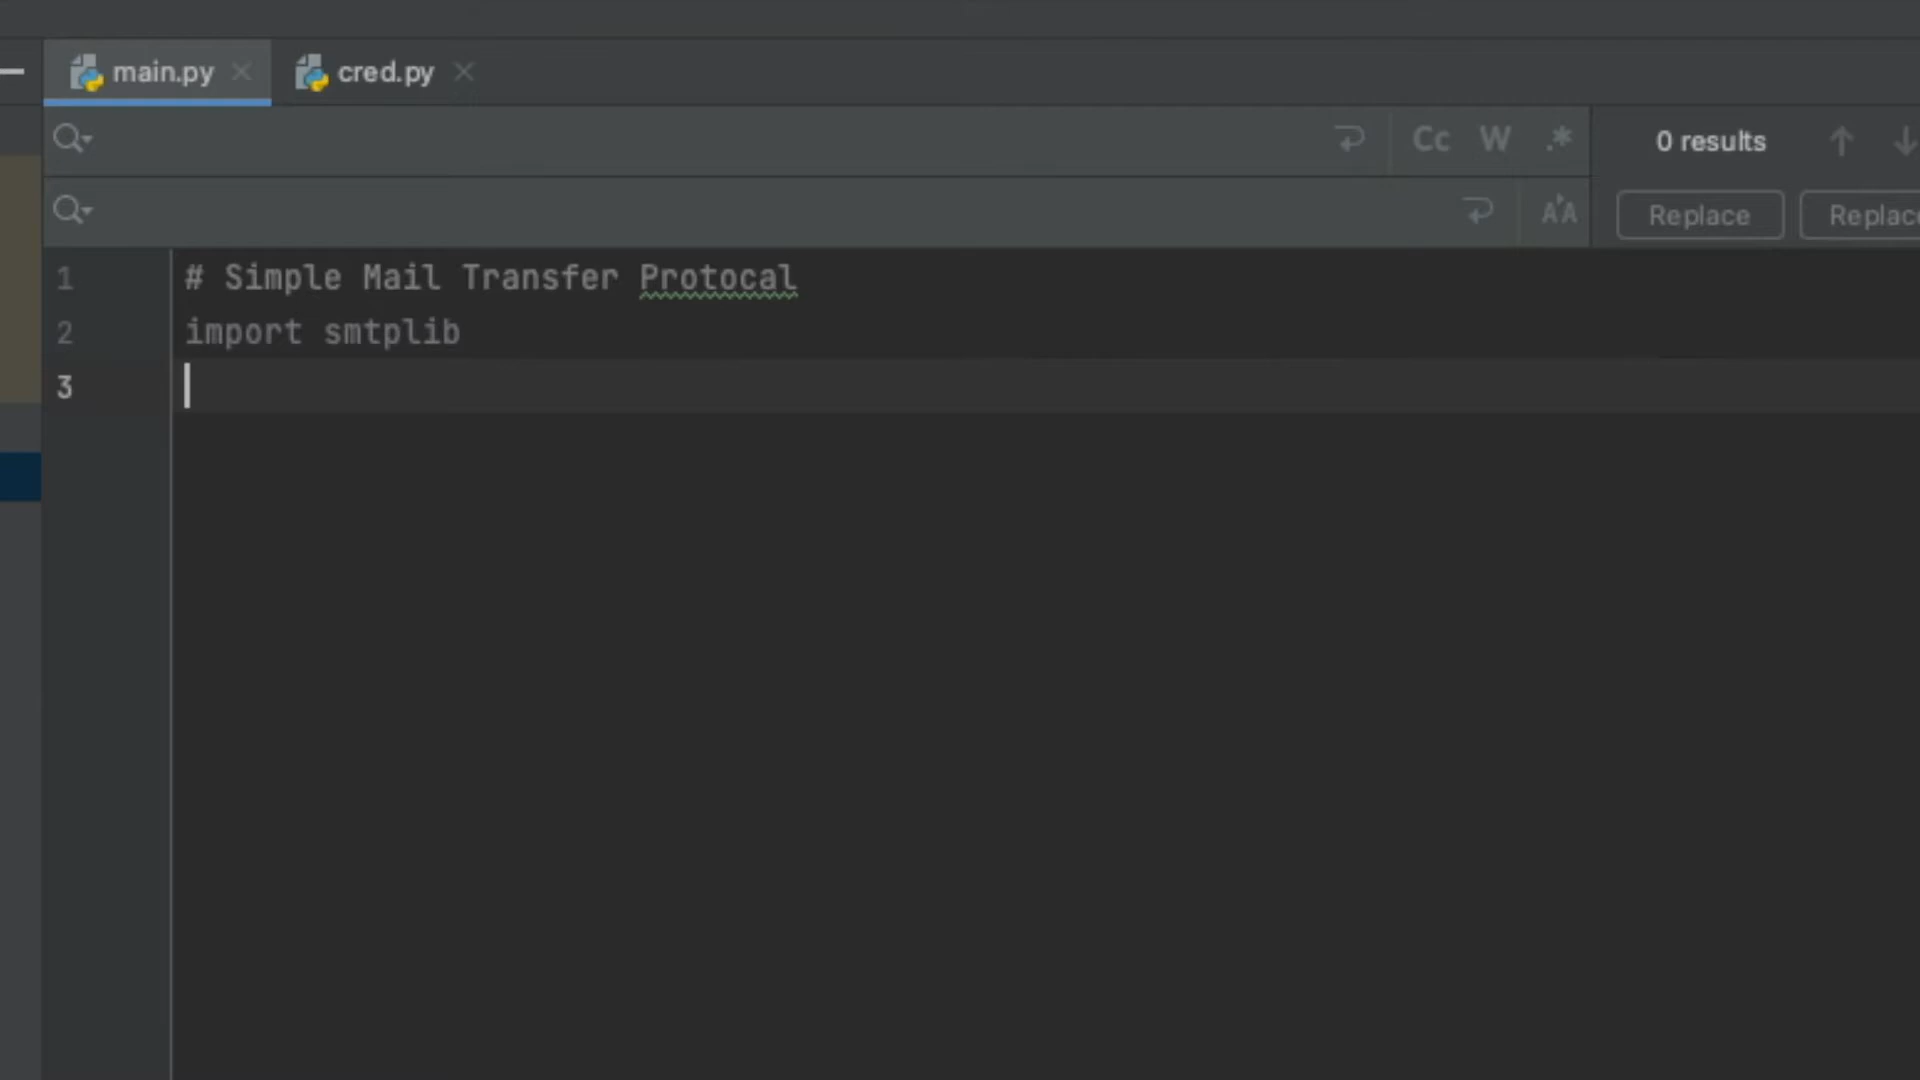 main.py cred.py
Cc W .* 0 results
Replace Replac
1 # Simple Mail Transfer Protocal
2 import smtplib
3